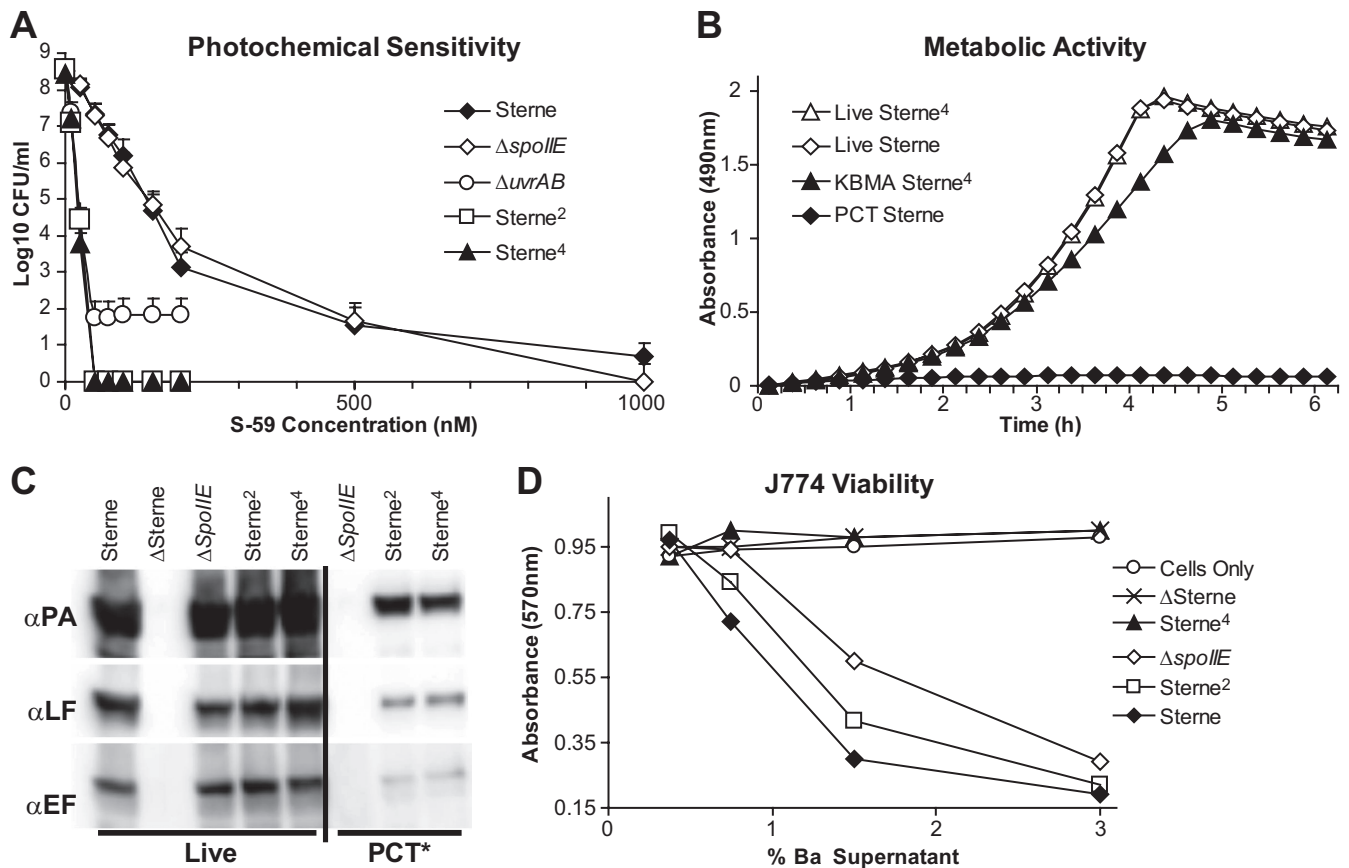 A
Photochemical Sensitivity
Log10 CFU/ml
9
8
7
6
5
4
3
2
1
0
0
500
1000
S-59 Concentration (nM)
Sterne
ΔspoIIE
ΔuvrAB
Sterne²
Sterne⁴
B
Metabolic Activity
Absorbance (490nm)
2
1.5
1
0.5
0
0
1
2
3
4
5
6
Time (h)
Live Sterne⁴
Live Sterne
KBMA Sterne⁴
PCT Sterne
C
Sterne
ΔSterne
ΔSpoIIE
Sterne²
Sterne⁴
ΔSpoIIE
Sterne²
Sterne⁴
αPA
αLF
αEF
Live
PCT*
D
J774 Viability
Absorbance (570nm)
0.95
0.75
0.55
0.35
0.15
0
1
2
3
% Ba Supernatant
Cells Only
ΔSterne
Sterne⁴
ΔspoIIE
Sterne²
Sterne